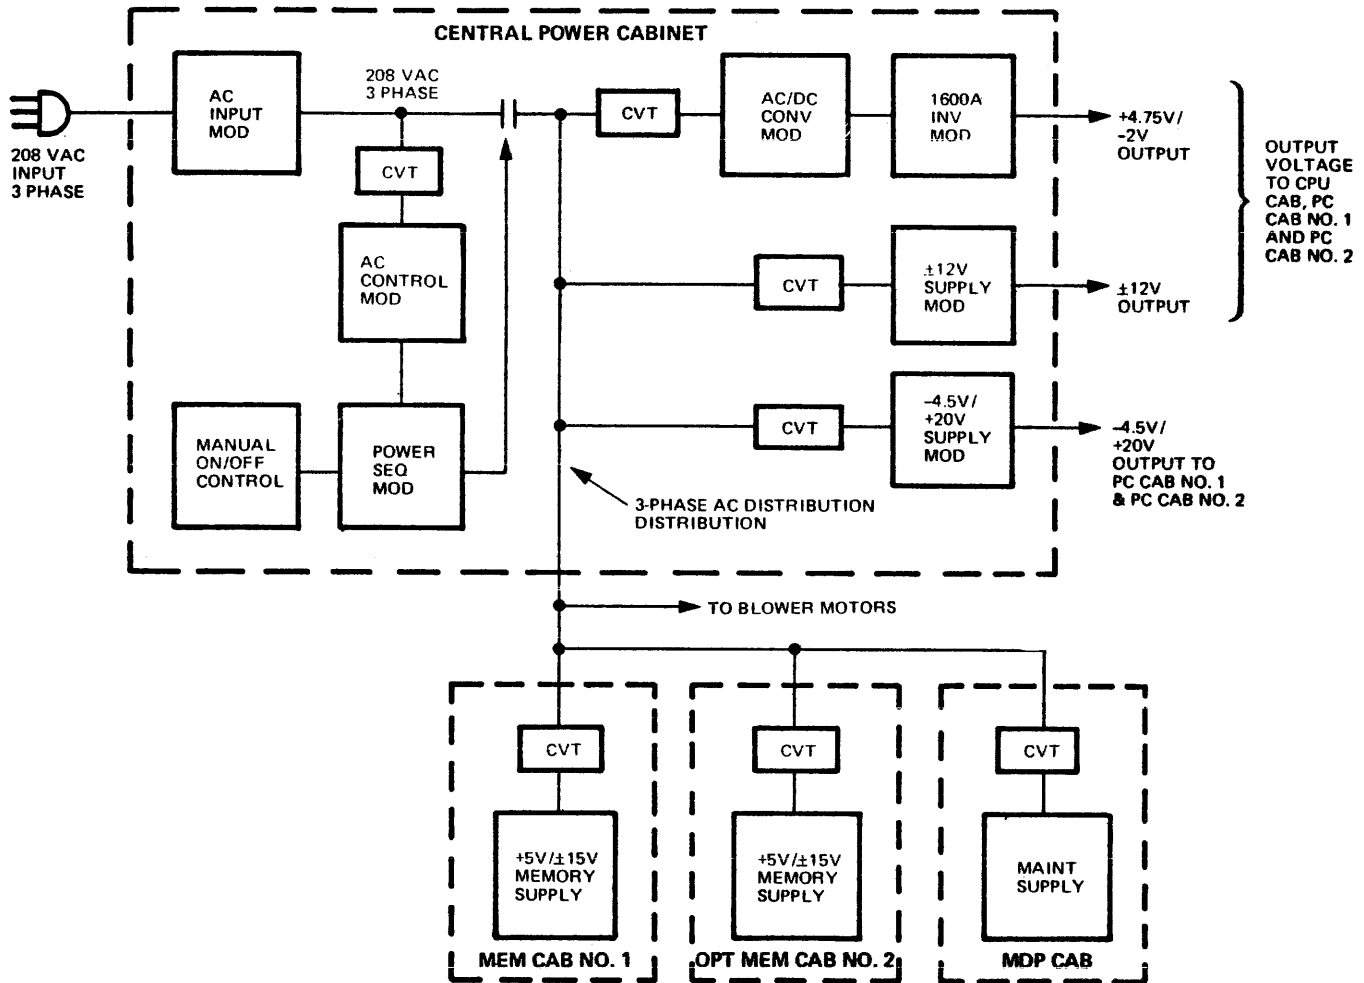 CENTRAL POWER CABINET
208 VAC
INPUT
3 PHASE
AC
INPUT
MOD
208 VAC
3 PHASE
CVT
AC
CONTROL
MOD
MANUAL
ON/OFF
CONTROL
POWER
SEQ
MOD
CVT
AC/DC
CONV
MOD
1600A
INV
MOD
+4.75V/
–2V
OUTPUT
CVT
±12V
SUPPLY
MOD
±12V
OUTPUT
OUTPUT
VOLTAGE
TO CPU
CAB, PC
CAB NO. 1
AND PC
CAB NO. 2
CVT
–4.5V/
+20V
SUPPLY
MOD
–4.5V/
+20V
OUTPUT TO
PC CAB NO. 1
& PC CAB NO. 2
3-PHASE AC DISTRIBUTION
DISTRIBUTION
TO BLOWER MOTORS
CVT
+5V/±15V
MEMORY
SUPPLY
MEM CAB NO. 1
CVT
+5V/±15V
MEMORY
SUPPLY
OPT MEM CAB NO. 2
CVT
MAINT
SUPPLY
MDP CAB